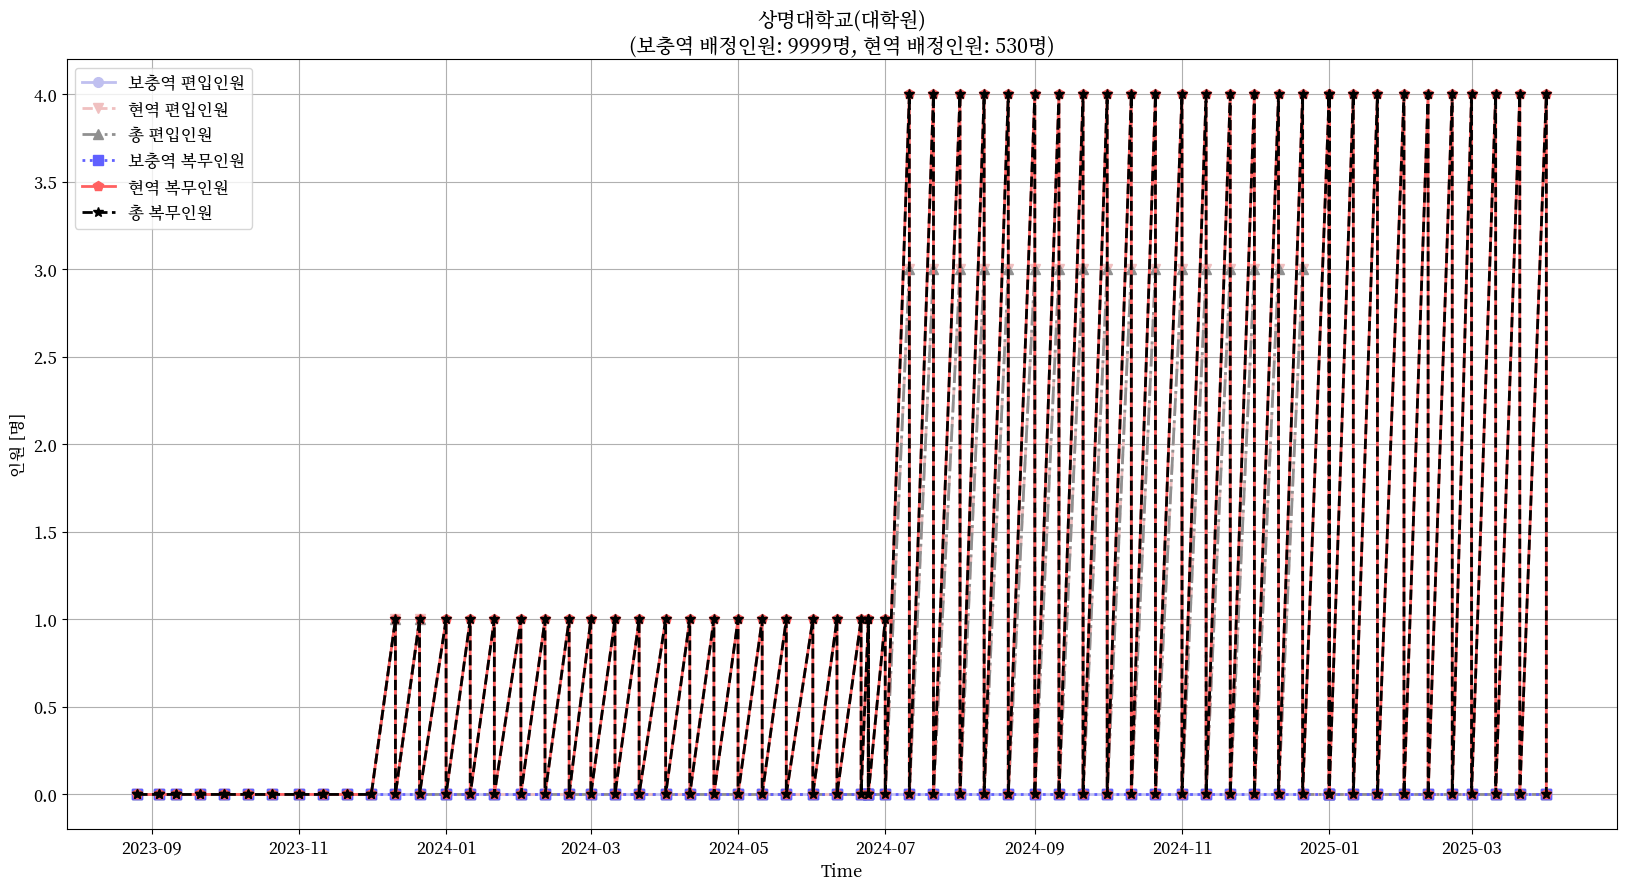 상명대학교(대학원)
(보충역 배정인원: 9999명, 현역 배정인원: 530명)
보충역 편입인원
현역 편입인원
총 편입인원
보충역 복무인원
현역 복무인원
총 복무인원
4.0
3.5
3.0
2.5
2.0
1.5
1.0
0.5
0.0
인원 [명]
2023-09 2023-11 2024-01 2024-03 2024-05 2024-07 2024-09 2024-11 2025-01 2025-03
Time